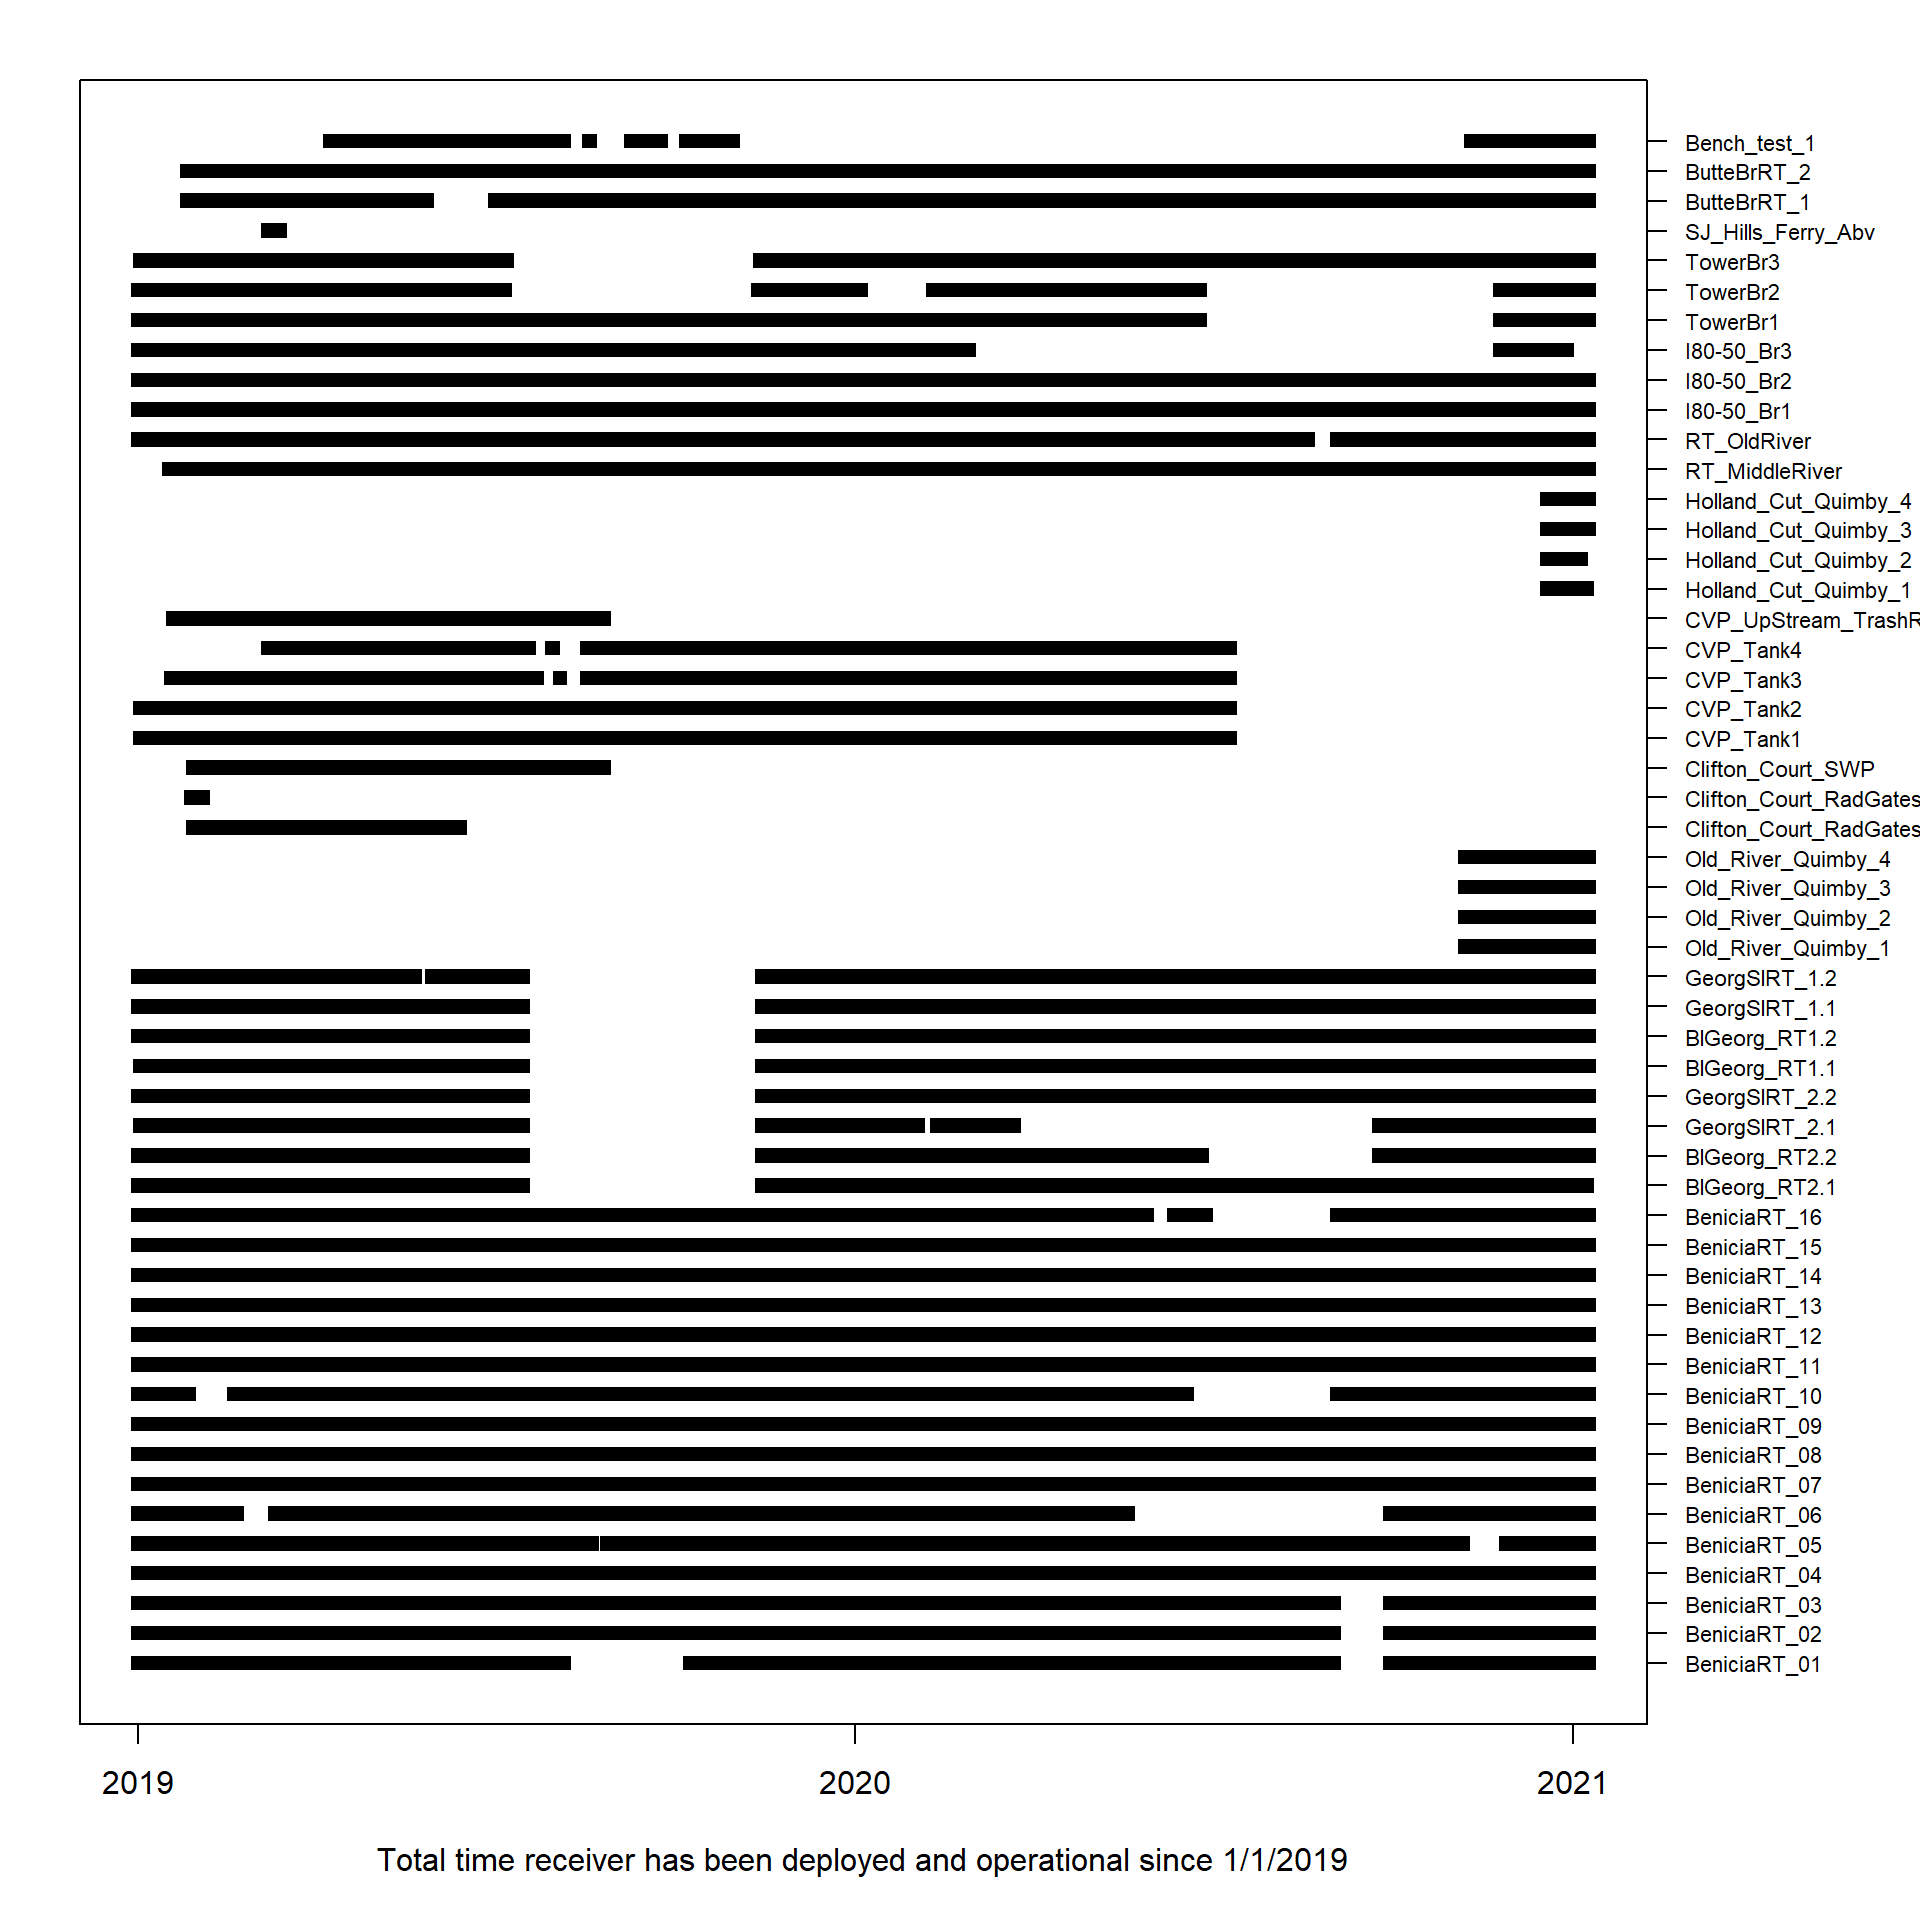 Bench_test_1
ButteBrRT_2
ButteBrRT_1
SJ_Hills_Ferry_Abv
TowerBr3
TowerBr2
TowerBr1
I80-50_Br3
I80-50_Br2
I80-50_Br1
RT_OldRiver
RT_MiddleRiver
Holland_Cut_Quimby_4
Holland_Cut_Quimby_3
Holland_Cut_Quimby_2
Holland_Cut_Quimby_1
CVP_UpStream_TrashR
CVP_Tank4
CVP_Tank3
CVP_Tank2
CVP_Tank1
Clifton_Court_SWP
Clifton_Court_RadGates
Clifton_Court_RadGates
Old_River_Quimby_4
Old_River_Quimby_3
Old_River_Quimby_2
Old_River_Quimby_1
GeorgSlRT_1.2
GeorgSlRT_1.1
BlGeorg_RT1.2
BlGeorg_RT1.1
GeorgSlRT_2.2
GeorgSlRT_2.1
BlGeorg_RT2.2
BlGeorg_RT2.1
BeniciaRT_16
BeniciaRT_15
BeniciaRT_14
BeniciaRT_13
BeniciaRT_12
BeniciaRT_11
BeniciaRT_10
BeniciaRT_09
BeniciaRT_08
BeniciaRT_07
BeniciaRT_06
BeniciaRT_05
BeniciaRT_04
BeniciaRT_03
BeniciaRT_02
BeniciaRT_01
2019 2020 2021
Total time receiver has been deployed and operational since 1/1/2019